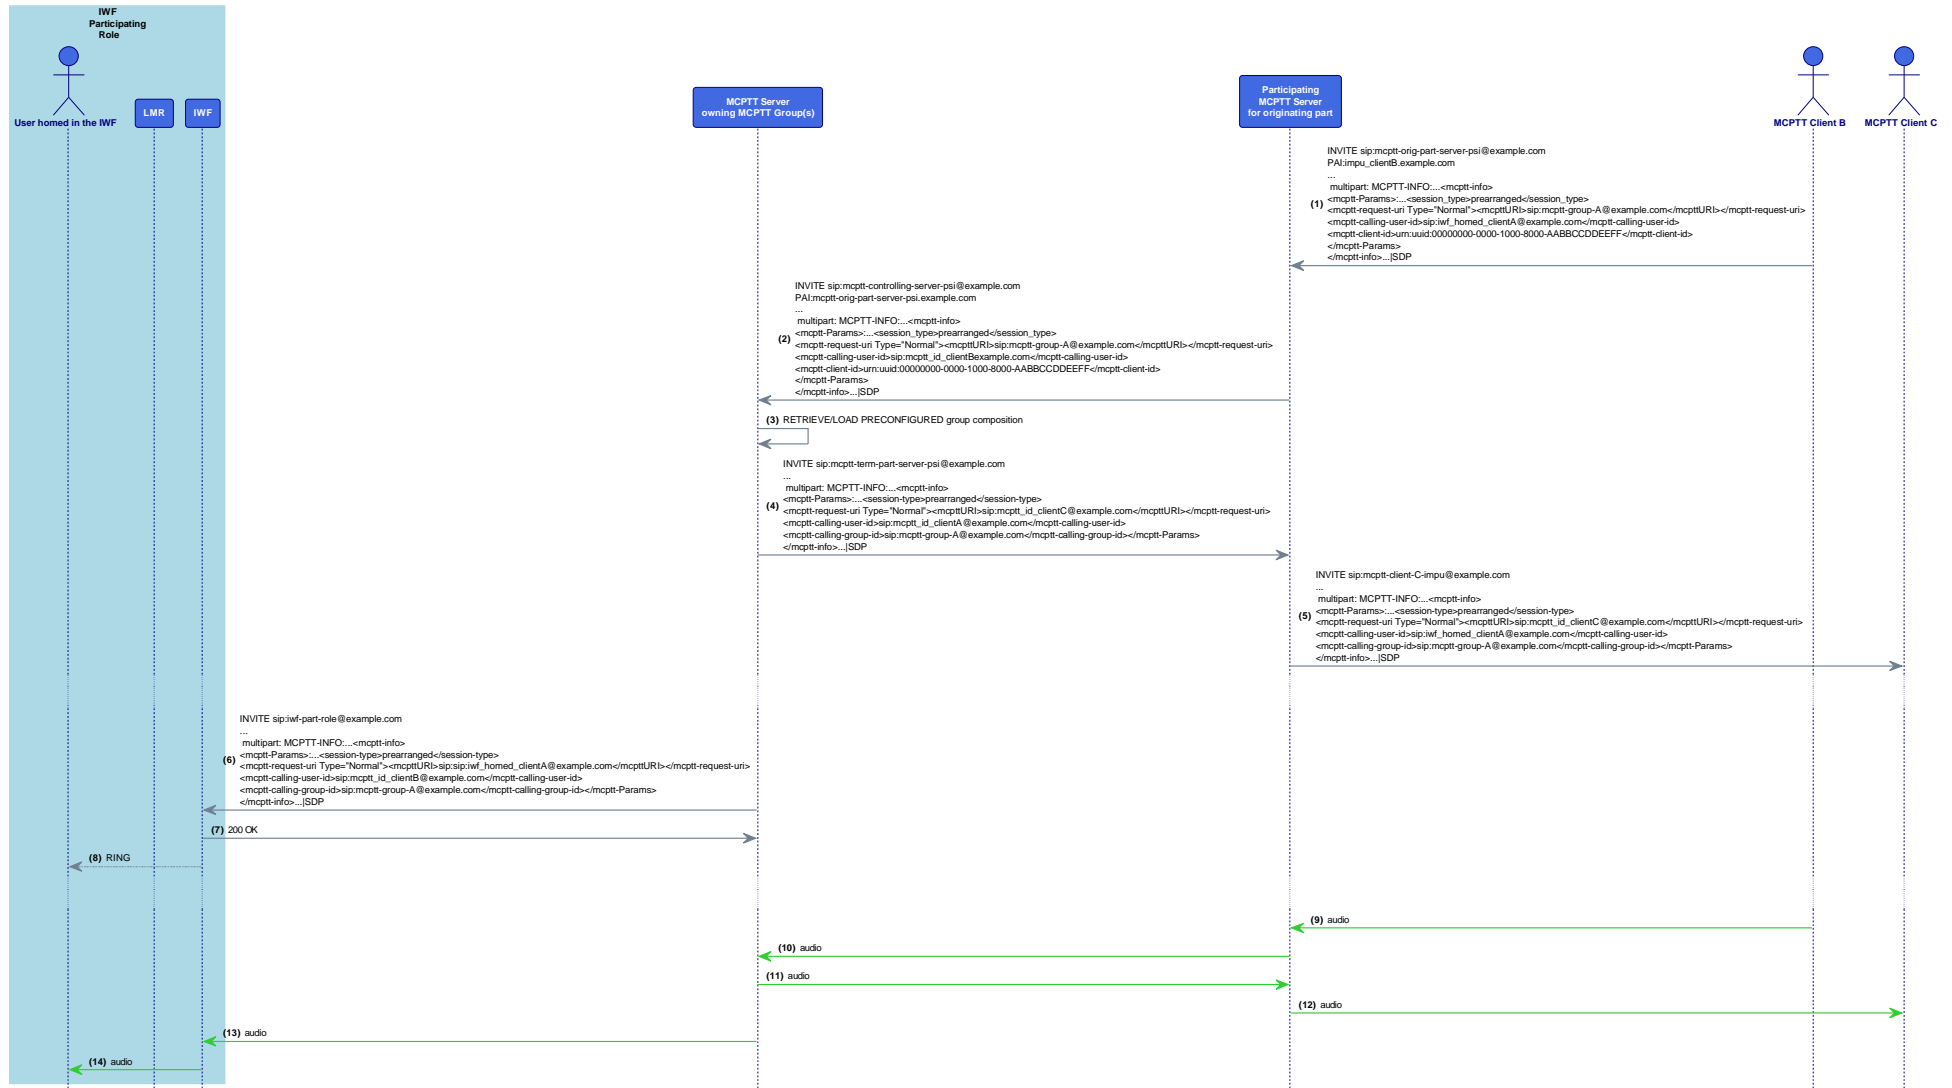 IWF
Participating
Role
User homed in the IWF
LMR
IWF
MCPTT Server
owning MCPTT Group(s)
Participating
MCPTT Server
for originating part
MCPTT Client B
MCPTT Client C
INVITE sip:mcptt-orig-part-server-psi@example.com
PAI:impu_clientB.example.com
...
multipart: MCPTT-INFO:...<mcptt-info>
(1) <mcptt-Params>:...<session_type>prearranged</session_type>
<mcptt-request-uri Type="Normal"><mcpttURI>sip:mcptt-group-A@example.com</mcpttURI></mcptt-request-uri>
<mcptt-calling-user-id>sip:iwf_homed_clientA@example.com</mcptt-calling-user-id>
<mcptt-client-id>urn:uuid:00000000-0000-1000-8000-AABBCCDDEEFF</mcptt-client-id>
</mcptt-Params>
</mcptt-info>...|SDP
INVITE sip:mcptt-controlling-server-psi@example.com
PAI:mcptt-orig-part-server-psi.example.com
...
multipart: MCPTT-INFO:...<mcptt-info>
(2) <mcptt-Params>:...<session_type>prearranged</session_type>
<mcptt-request-uri Type="Normal"><mcpttURI>sip:mcptt-group-A@example.com</mcpttURI></mcptt-request-uri>
<mcptt-calling-user-id>sip:mcptt_id_clientBexample.com</mcptt-calling-user-id>
<mcptt-client-id>urn:uuid:00000000-0000-1000-8000-AABBCCDDEEFF</mcptt-client-id>
</mcptt-Params>
</mcptt-info>...|SDP
(3) RETRIEVE/LOAD PRECONFIGURED group composition
INVITE sip:mcptt-term-part-server-psi@example.com
...
multipart: MCPTT-INFO:...<mcptt-info>
<mcptt-Params>:...<session-type>prearranged</session-type>
(4) <mcptt-request-uri Type="Normal"><mcpttURI>sip:mcptt_id_clientC@example.com</mcpttURI></mcptt-request-uri>
<mcptt-calling-user-id>sip:mcptt_id_clientA@example.com</mcptt-calling-user-id>
<mcptt-calling-group-id>sip:mcptt-group-A@example.com</mcptt-calling-group-id></mcptt-Params>
</mcptt-info>...|SDP
INVITE sip:mcptt-client-C-impu@example.com
...
multipart: MCPTT-INFO:...<mcptt-info>
<mcptt-Params>:...<session-type>prearranged</session-type>
(5) <mcptt-request-uri Type="Normal"><mcpttURI>sip:mcptt_id_clientC@example.com</mcpttURI></mcptt-request-uri>
<mcptt-calling-user-id>sip:iwf_homed_clientA@example.com</mcptt-calling-user-id>
<mcptt-calling-group-id>sip:mcptt-group-A@example.com</mcptt-calling-group-id></mcptt-Params>
</mcptt-info>...|SDP
INVITE sip:iwf-part-role@example.com
...
multipart: MCPTT-INFO:...<mcptt-info>
<mcptt-Params>:...<session-type>prearranged</session-type>
(6) <mcptt-request-uri Type="Normal"><mcpttURI>sip:sip:iwf_homed_clientA@example.com</mcpttURI></mcptt-request-uri>
<mcptt-calling-user-id>sip:mcptt_id_clientB@example.com</mcptt-calling-user-id>
<mcptt-calling-group-id>sip:mcptt-group-A@example.com</mcptt-calling-group-id></mcptt-Params>
</mcptt-info>...|SDP
(7) 200 OK
(8) RING
(9) audio
(10) audio
(11) audio
(12) audio
(13) audio
(14) audio